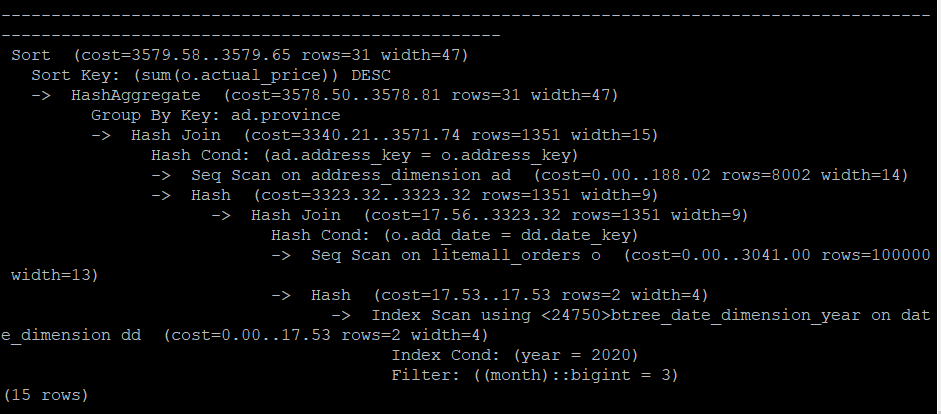 ---------------------------------------------------------------------------------------------
--------------------------------------------------
 Sort  (cost=3579.58..3579.65 rows=31 width=47)
   Sort Key: (sum(o.actual_price)) DESC
   ->  HashAggregate  (cost=3578.50..3578.81 rows=31 width=47)
         Group By Key: ad.province
         ->  Hash Join  (cost=3340.21..3571.74 rows=1351 width=15)
               Hash Cond: (ad.address_key = o.address_key)
               ->  Seq Scan on address_dimension ad  (cost=0.00..188.02 rows=8002 width=14)
               ->  Hash  (cost=3323.32..3323.32 rows=1351 width=9)
                     ->  Hash Join  (cost=17.56..3323.32 rows=1351 width=9)
                           Hash Cond: (o.add_date = dd.date_key)
                           ->  Seq Scan on litemall_orders o  (cost=0.00..3041.00 rows=100000
 width=13)
                           ->  Hash  (cost=17.53..17.53 rows=2 width=4)
                                 ->  Index Scan using <24750>btree_date_dimension_year on dat
e_dimension dd  (cost=0.00..17.53 rows=2 width=4)
                                       Index Cond: (year = 2020)
                                       Filter: ((month)::bigint = 3)
(15 rows)